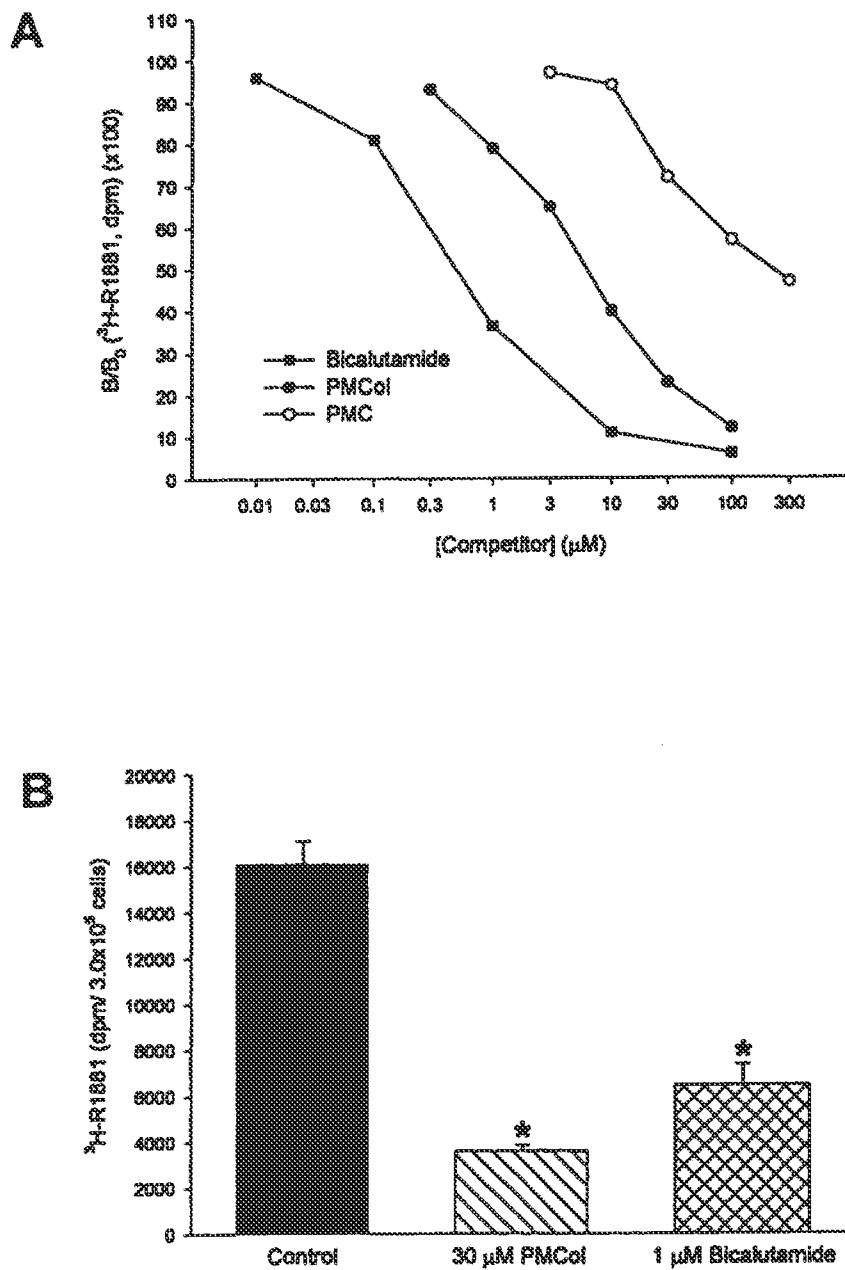 A
110
100
90
80
70
60
50
40
30
20
10
0
B/B₀ (³H-R1881, dpm) (x100)
Bicalutamide
PMCol
PMC
0.01 0.03 0.1 0.3 1 3 10 30 100 300
[Competitor] (μM)
B
20000
18000
16000
14000
12000
10000
8000
6000
4000
2000
0
³H-R1881 (dpm/ 3.0x10⁵ cells)
*
*
Control 30 μM PMCol 1 μM Bicalutamide